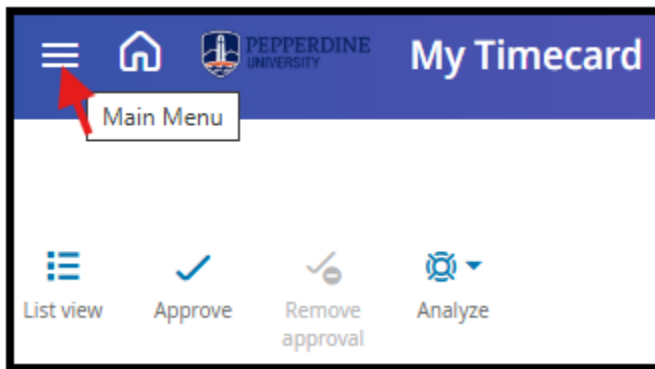 PEPPERDINE
UNIVERSITY
My Timecard
Main Menu
List view
Approve
Remove
approval
Analyze